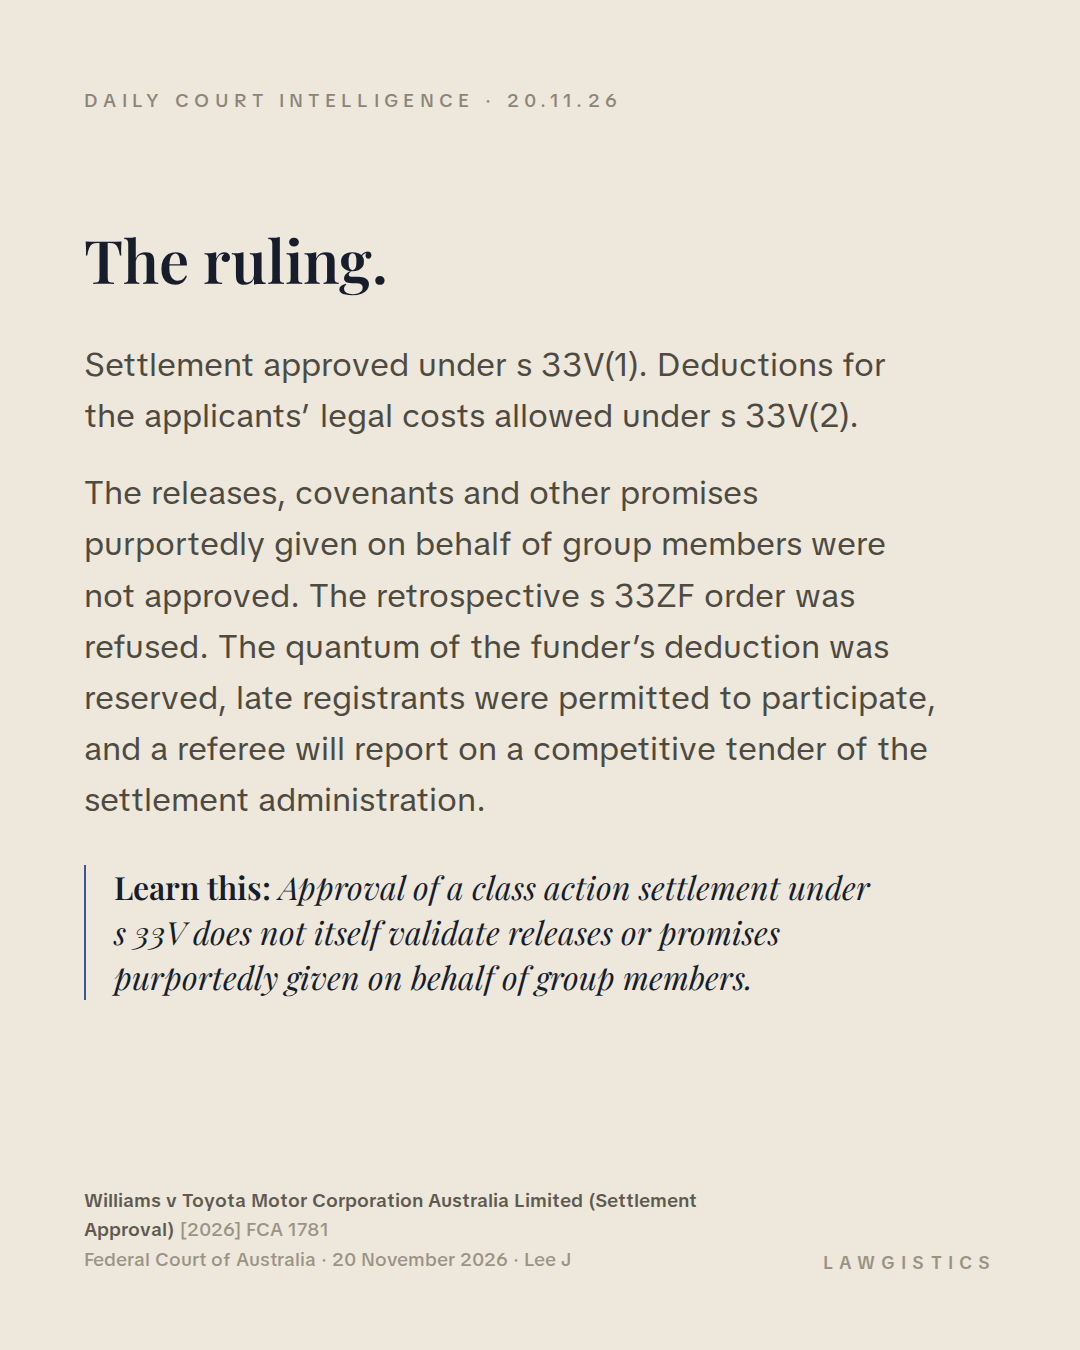 DAILY COURT INTELLIGENCE · 20.11.26
The ruling.
Settlement approved under s 33V(1). Deductions for
the applicants’ legal costs allowed under s 33V(2).
The releases, covenants and other promises
purportedly given on behalf of group members were
not approved. The retrospective s 33ZF order was
refused. The quantum of the funder’s deduction was
reserved, late registrants were permitted to participate,
and a referee will report on a competitive tender of the
settlement administration.
Learn this: Approval of a class action settlement under
s 33V does not itself validate releases or promises
purportedly given on behalf of group members.
Williams v Toyota Motor Corporation Australia Limited (Settlement
Approval) [2026] FCA 1781
Federal Court of Australia · 20 November 2026 · Lee J
LAWGISTICS